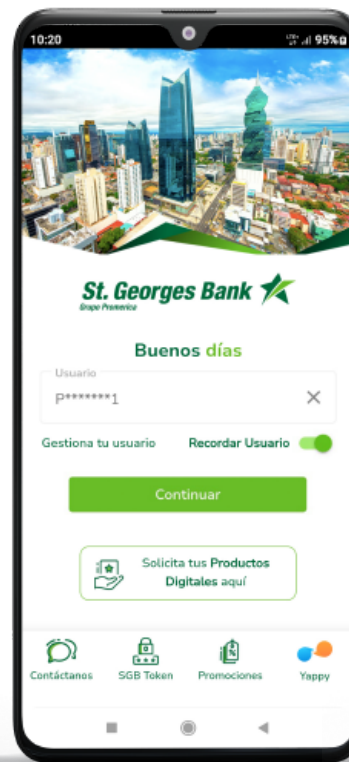 10:20
LTE+ 95%
St. Georges Bank
Grupo Promerica
Buenos días
Usuario
P*******1
Gestiona tu usuario Recordar Usuario
Continuar
Solicita tus Productos
Digitales aquí
Contáctanos SGB Token Promociones Yappy